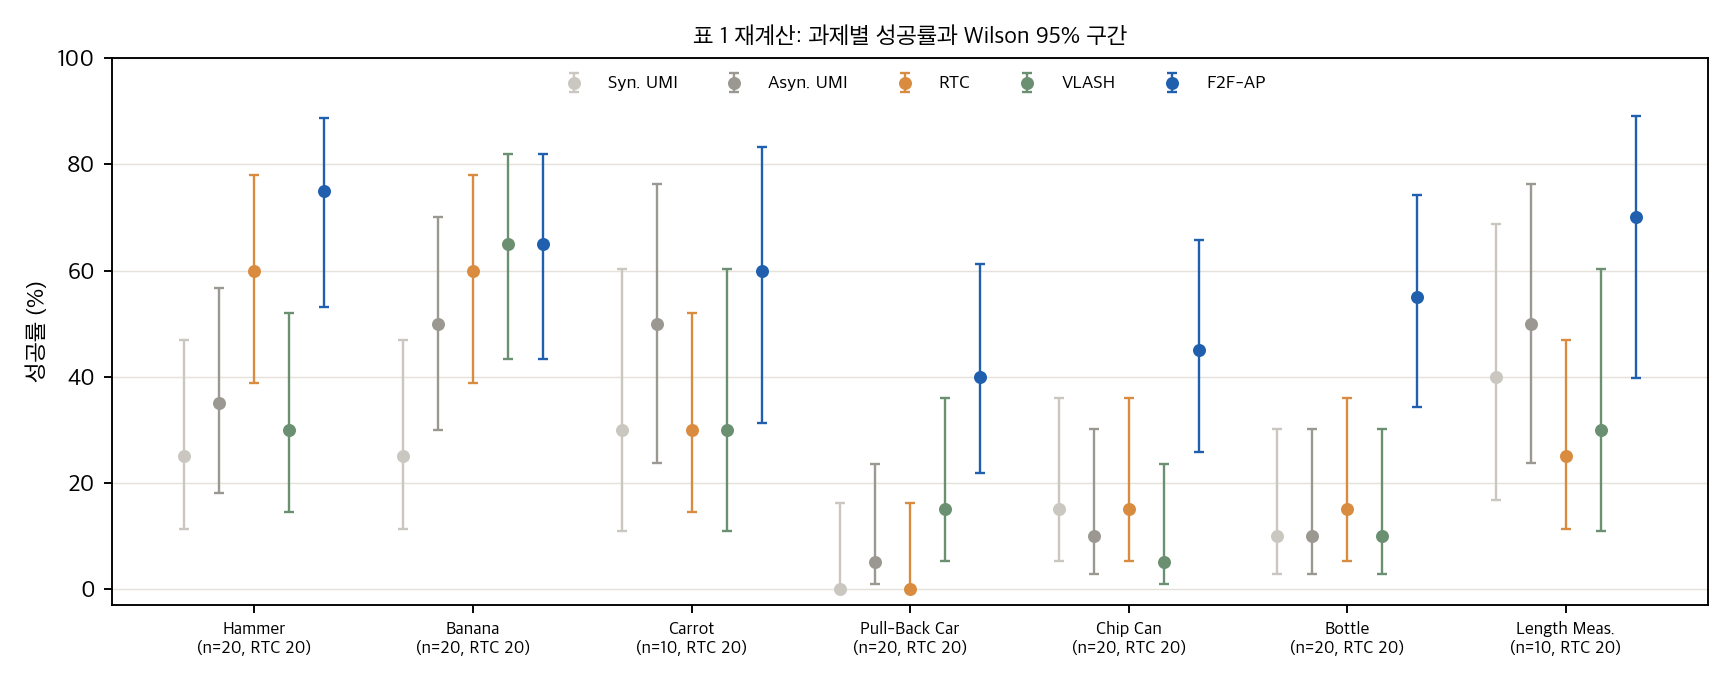 표 1 재계산: 과제별 성공률과 Wilson 95% 구간
Syn. UMI
Asyn. UMI
RTC
VLASH
F2F-AP
성공률 (%)
100
80
60
40
20
0
Hammer
(n=20, RTC 20)
Banana
(n=20, RTC 20)
Carrot
(n=10, RTC 20)
Pull-Back Car
(n=20, RTC 20)
Chip Can
(n=20, RTC 20)
Bottle
(n=20, RTC 20)
Length Meas.
(n=10, RTC 20)